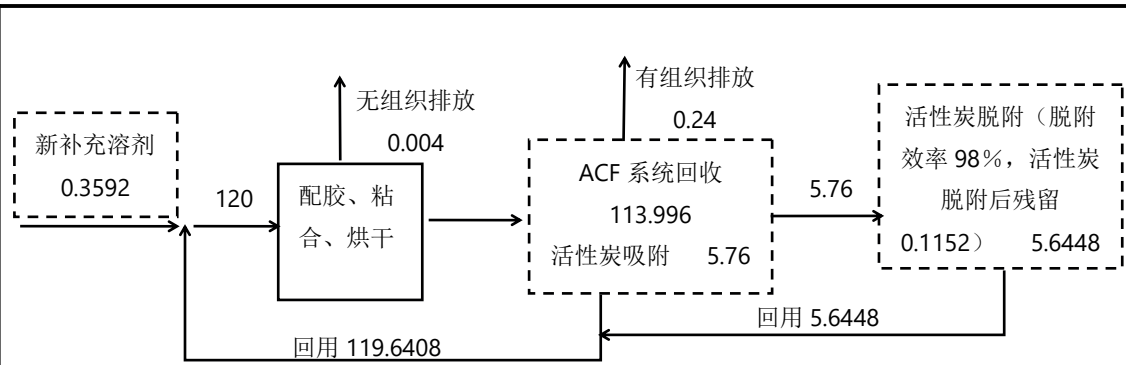 新补充溶剂
0.3592
120
无组织排放
0.004
配胶、粘
合、烘干
有组织排放
0.24
ACF 系统回收
113.996
活性炭吸附 5.76
5.76
活性炭脱附（脱附
效率 98％，活性炭
脱附后残留
0.1152） 5.6448
回用 5.6448
回用 119.6408